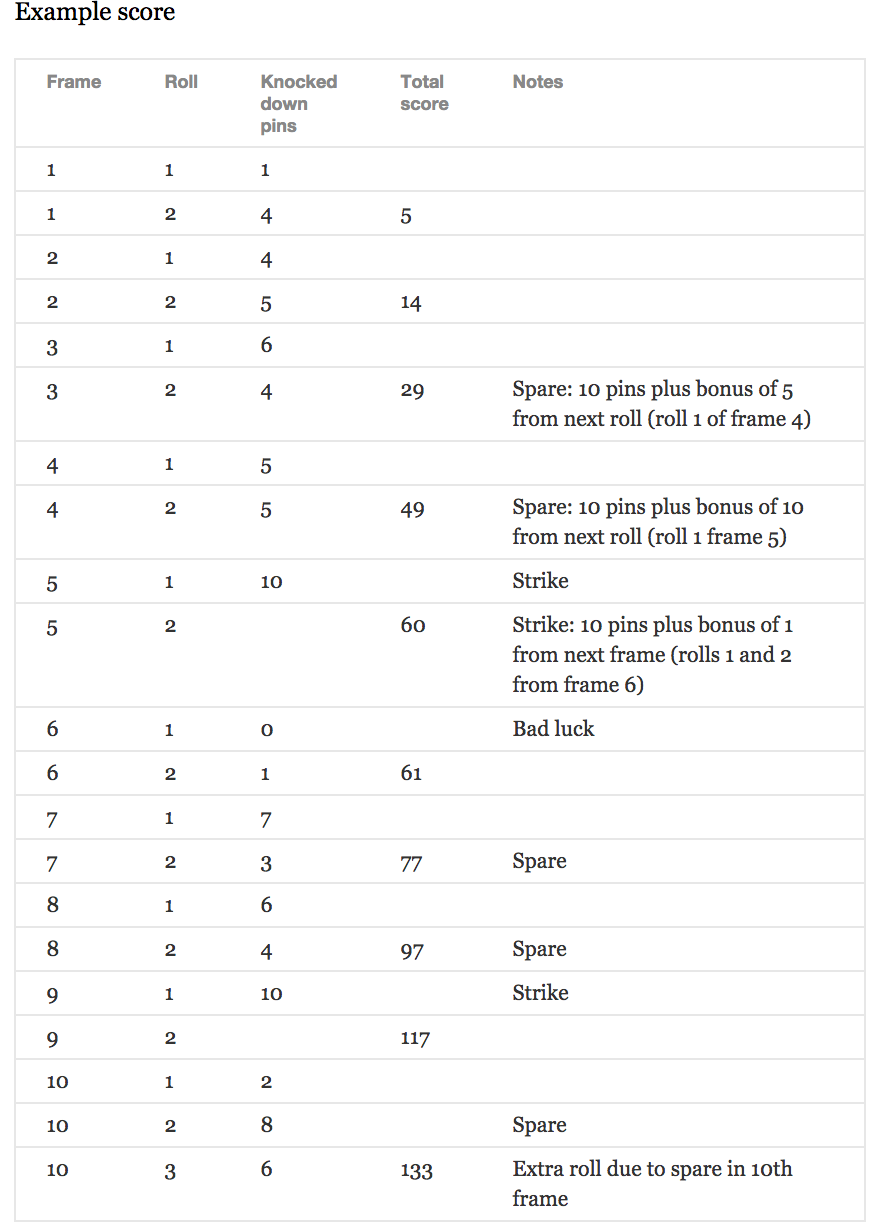 Example score
Frame Roll Knocked down pins Total score Notes
1 1 1
1 2 4 5
2 1 4
2 2 5 14
3 1 6
3 2 4 29 Spare: 10 pins plus bonus of 5
from next roll (roll 1 of frame 4)
4 1 5
4 2 5 49 Spare: 10 pins plus bonus of 10
from next roll (roll 1 frame 5)
5 1 10 Strike
5 2 60 Strike: 10 pins plus bonus of 1
from next frame (rolls 1 and 2
from frame 6)
6 1 0 Bad luck
6 2 1 61
7 1 7
7 2 3 77 Spare
8 1 6
8 2 4 97 Spare
9 1 10 Strike
9 2 117
10 1 2
10 2 8 Spare
10 3 6 133 Extra roll due to spare in 10th
frame